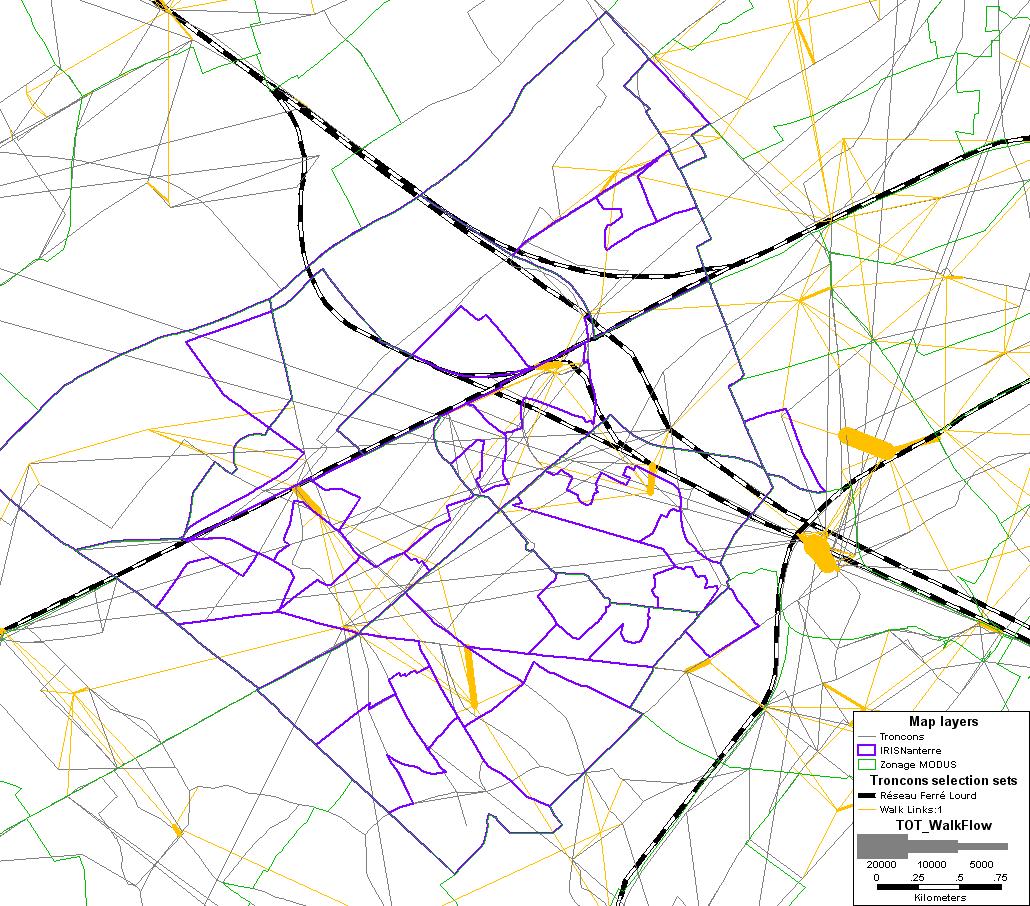 Map layers
Troncons
IRISNanterre
Zonage MODUS
Troncons selection sets
Réseau Ferré Lourd
Walk Links:1
TOT_WalkFlow
20000 10000 5000
0 .25 .5 .75
Kilometers